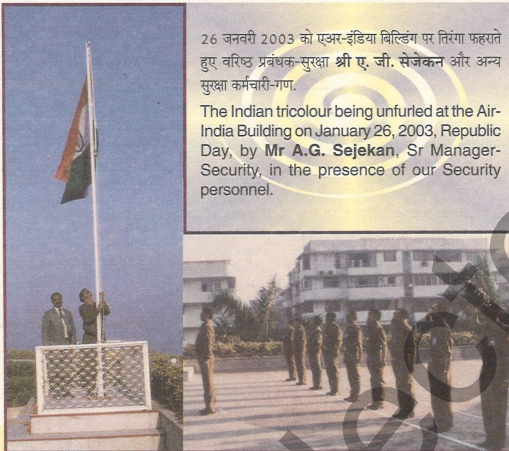 26 जनवरी 2003 को एअर-इंडिया बिल्डिंग पर तिरंगा फहराते
हुए वरिष्ठ प्रबंधक-सुरक्षा श्री ए. जी. सेजेकन और अन्य
सुरक्षा कर्मचारी-गण.
The Indian tricolour being unfurled at the Air-
India Building on January 26, 2003, Republic
Day, by Mr A.G. Sejekan, Sr Manager-
Security, in the presence of our Security
personnel.